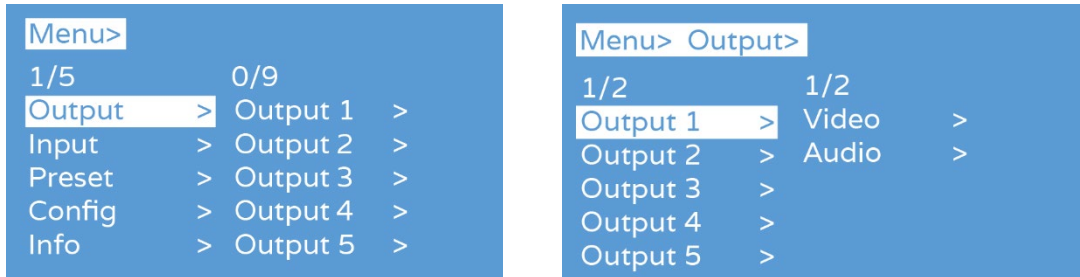 Menu>
1/5 0/9
Output > Output 1 >
Input > Output 2 >
Preset > Output 3 >
Config > Output 4 >
Info > Output 5 >
Menu> Output>
1/2 1/2
Output 1 > Video >
Output 2 > Audio >
Output 3 >
Output 4 >
Output 5 >